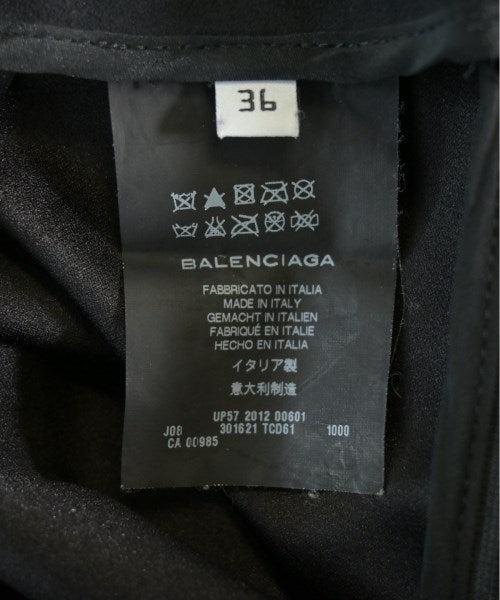 36
BALENCIAGA
FABBRICATO IN ITALIA
MADE IN ITALY
GEMACHT IN ITALIEN
FABRIQUÉ EN ITALIE
HECHO EN ITALIA
イタリア製
意大利制造
UP57 2012 00601
JOB 301621 TCD61 1000
CA 00985